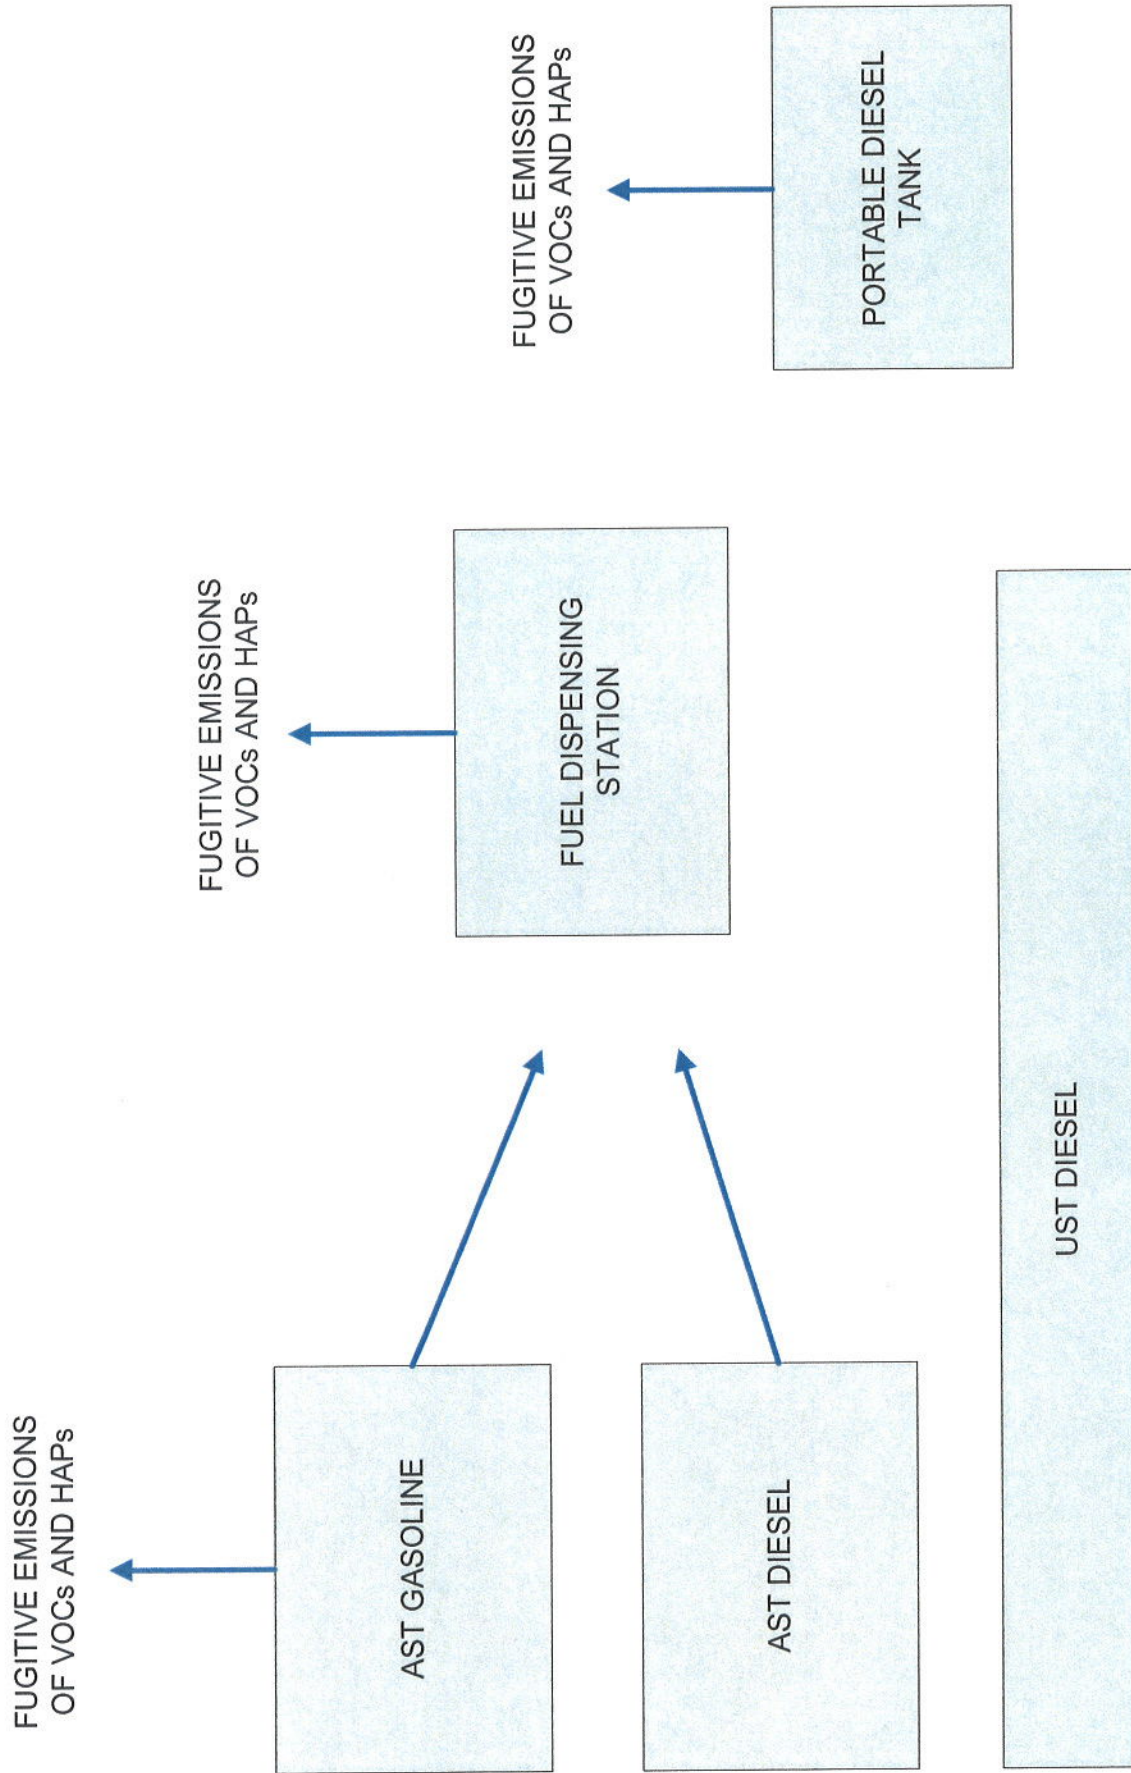 FUGITIVE EMISSIONS
OF VOCs AND HAPs
AST GASOLINE
AST DIESEL
UST DIESEL
FUGITIVE EMISSIONS
OF VOCs AND HAPs
FUEL DISPENSING
STATION
FUGITIVE EMISSIONS
OF VOCs AND HAPs
PORTABLE DIESEL
TANK